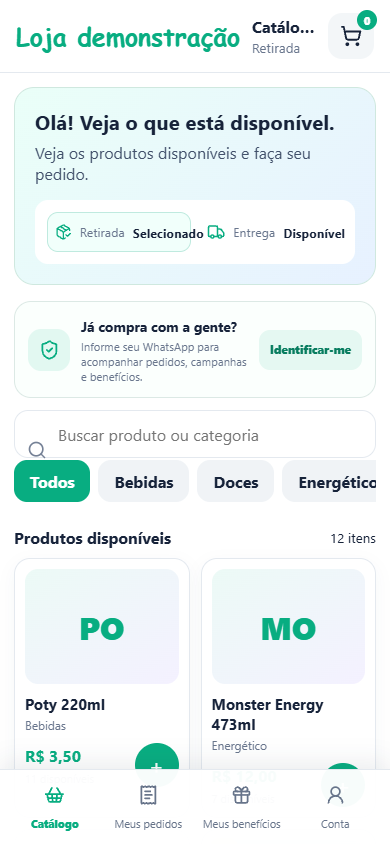 Loja demonstração
Catálo...
Retirada
0
Olá! Veja o que está disponível.
Veja os produtos disponíveis e faça seu
pedido.
Retirada Selecionado Entrega Disponível
Já compra com a gente?
Informe seu WhatsApp para
acompanhar pedidos, campanhas
e benefícios.
Identificar-me
Buscar produto ou categoria
Todos Bebidas Doces Energético
Produtos disponíveis 12 itens
PO MO
Poty 220ml
Bebidas
R$ 3,50
+
Monster Energy
473ml
Energético
R$ 12,00
Catálogo Meus pedidos Meus benefícios Conta